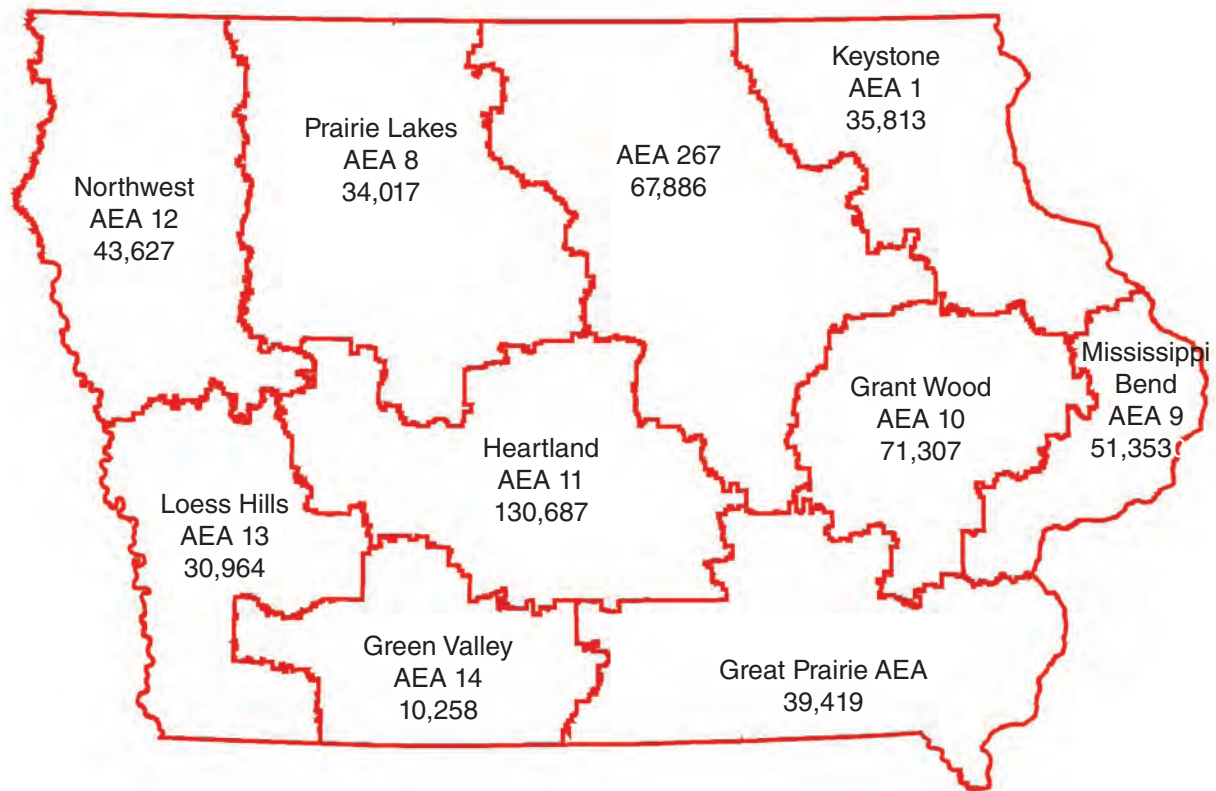 Keystone
AEA 1
35,813
Prairie Lakes
AEA 8
34,017
AEA 267
67,886
Northwest
AEA 12
43,627
Mississippi
Bend
AEA 9
51,353
Grant Wood
AEA 10
71,307
Heartland
AEA 11
130,687
Loess Hills
AEA 13
30,964
Green Valley
AEA 14
10,258
Great Prairie AEA
39,419